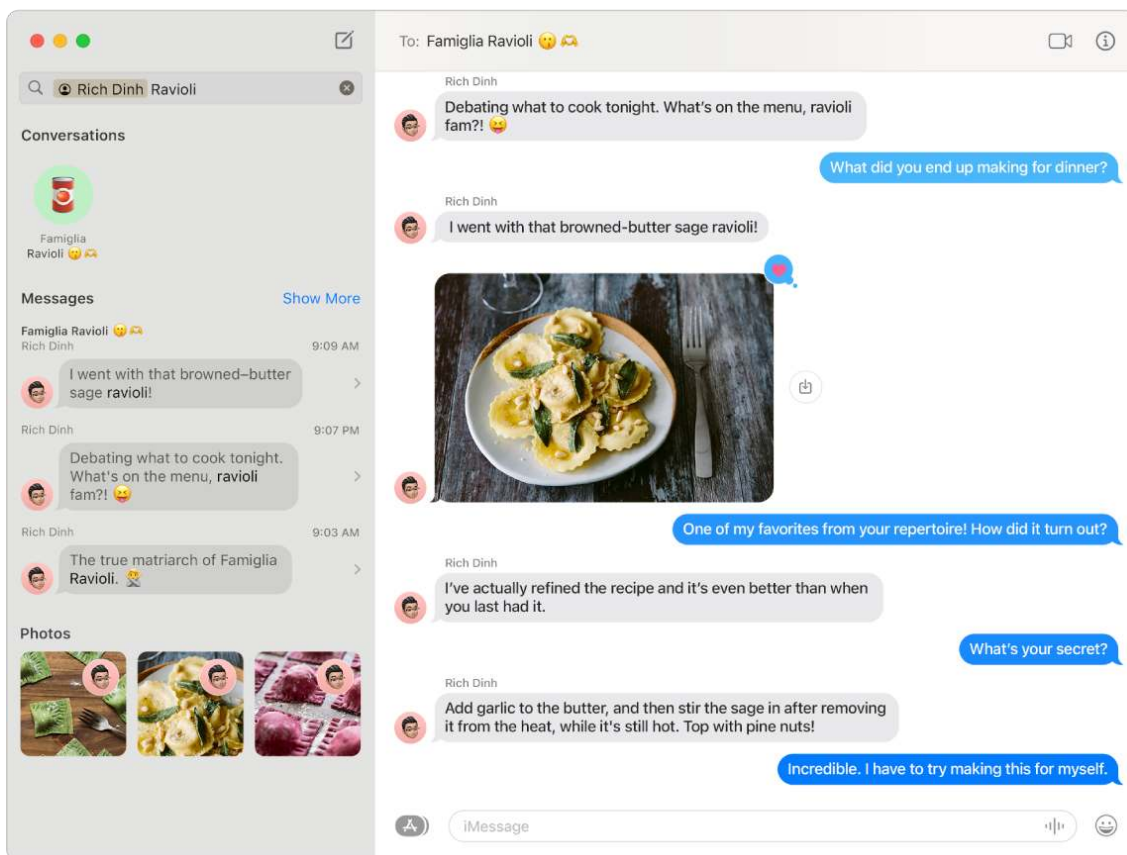 Rich Dinh Ravioli
Conversations
Famiglia
Ravioli 😗 🫶
Messages
Show More
Famiglia Ravioli 😗 🫶
Rich Dinh
9:09 AM
I went with that browned–butter
sage ravioli!
Rich Dinh
9:07 PM
Debating what to cook tonight.
What's on the menu, ravioli
fam?! 😝
Rich Dinh
9:03 AM
The true matriarch of Famiglia
Ravioli.
Photos
To: Famiglia Ravioli 😗 🫶
Rich Dinh
Debating what to cook tonight. What’s on the menu, ravioli
fam?! 😝
What did you end up making for dinner?
Rich Dinh
I went with that browned-butter sage ravioli!
One of my favorites from your repertoire! How did it turn out?
Rich Dinh
I’ve actually refined the recipe and it’s even better than when
you last had it.
What’s your secret?
Rich Dinh
Add garlic to the butter, and then stir the sage in after removing
it from the heat, while it's still hot. Top with pine nuts!
Incredible. I have to try making this for myself.
iMessage